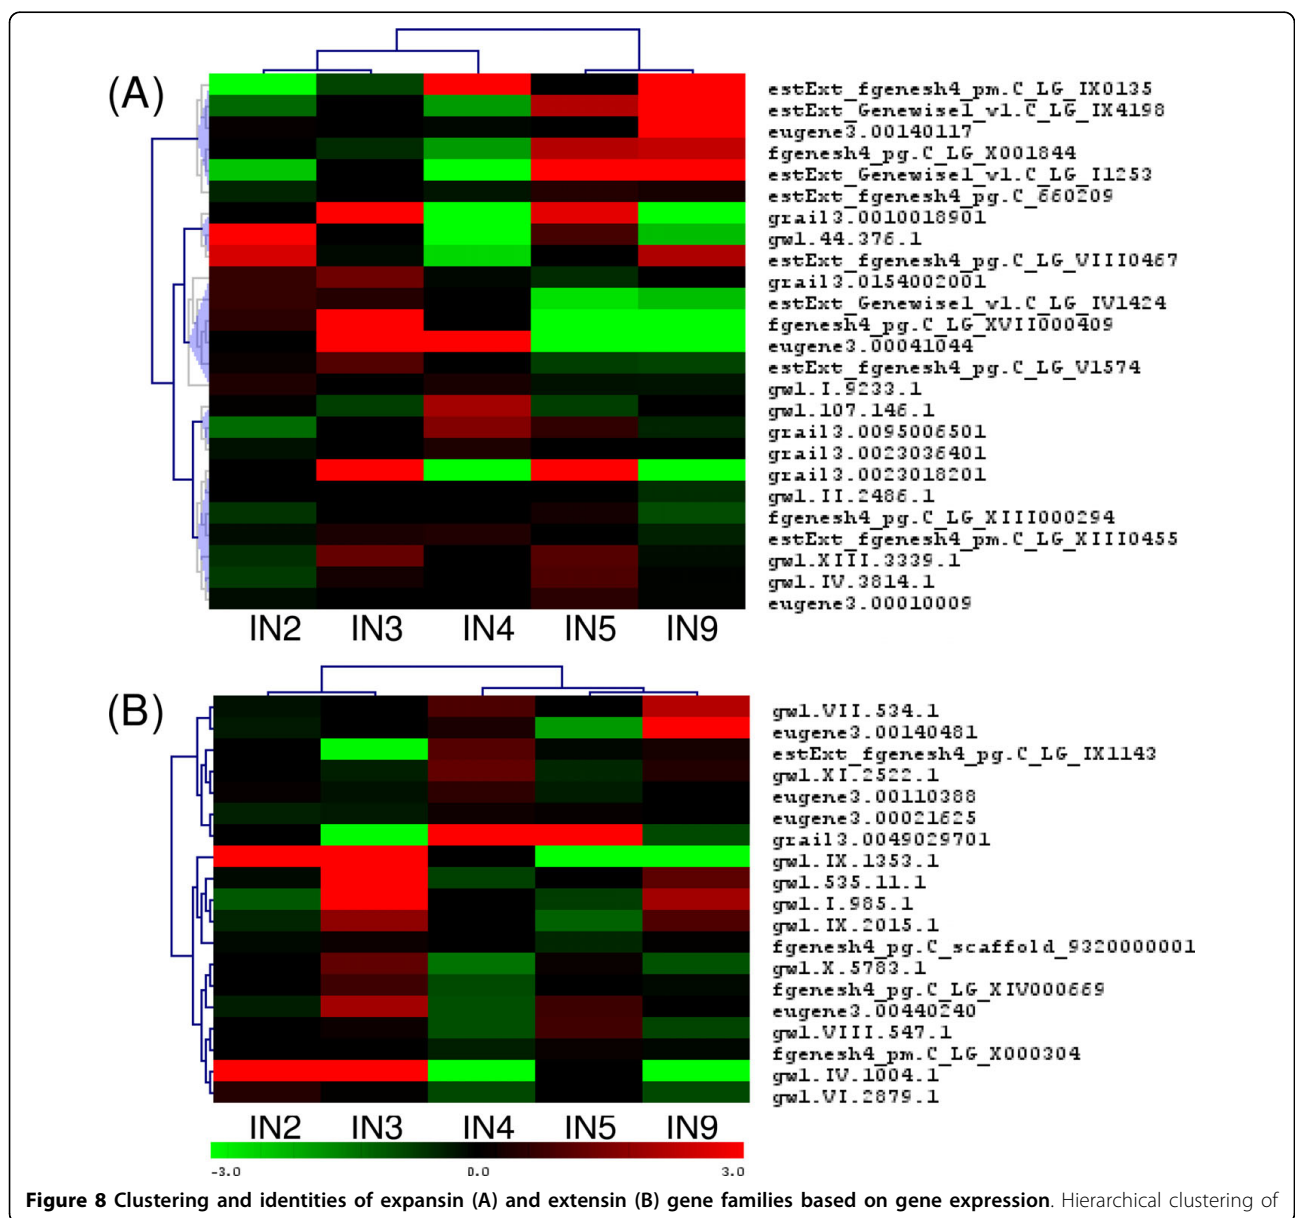 (A)
estExt_fgenesh4_pm.C_LG_IX0135
estExt_Genewise1_v1.C_LG_IX4198
eugene3.00140117
fgenesh4_pg.C_LG_X001844
estExt_Genewise1_v1.C_LG_I1253
estExt_fgenesh4_pg.C_660209
grail3.0010018901
gw1.44.376.1
estExt_fgenesh4_pg.C_LG_VIII0467
grail3.0154002001
estExt_Genewise1_v1.C_LG_IV1424
fgenesh4_pg.C_LG_XVII000409
eugene3.00041044
estExt_fgenesh4_pg.C_LG_V1574
gw1.I.9233.1
gw1.107.146.1
grail3.0095006501
grail3.0023036401
grail3.0023018201
gw1.II.2486.1
fgenesh4_pg.C_LG_XIII000294
estExt_fgenesh4_pm.C_LG_XIII0455
gw1.XIII.3339.1
gw1.IV.3814.1
eugene3.00010009
IN2 IN3 IN4 IN5 IN9
(B)
gw1.VII.534.1
eugene3.00140481
estExt_fgenesh4_pg.C_LG_IX1143
gw1.XI.2522.1
eugene3.00110388
eugene3.00021625
grail3.0049029701
gw1.IX.1353.1
gw1.535.11.1
gw1.I.985.1
gw1.IX.2015.1
fgenesh4_pg.C_scaffold_9320000001
gw1.X.5783.1
fgenesh4_pg.C_LG_XIV000669
eugene3.00440240
gw1.VIII.547.1
fgenesh4_pm.C_LG_X000304
gw1.IV.1004.1
gw1.VI.2879.1
IN2 IN3 IN4 IN5 IN9
-3.0 0.0 3.0
Figure 8 Clustering and identities of expansin (A) and extensin (B) gene families based on gene expression. Hierarchical clustering of